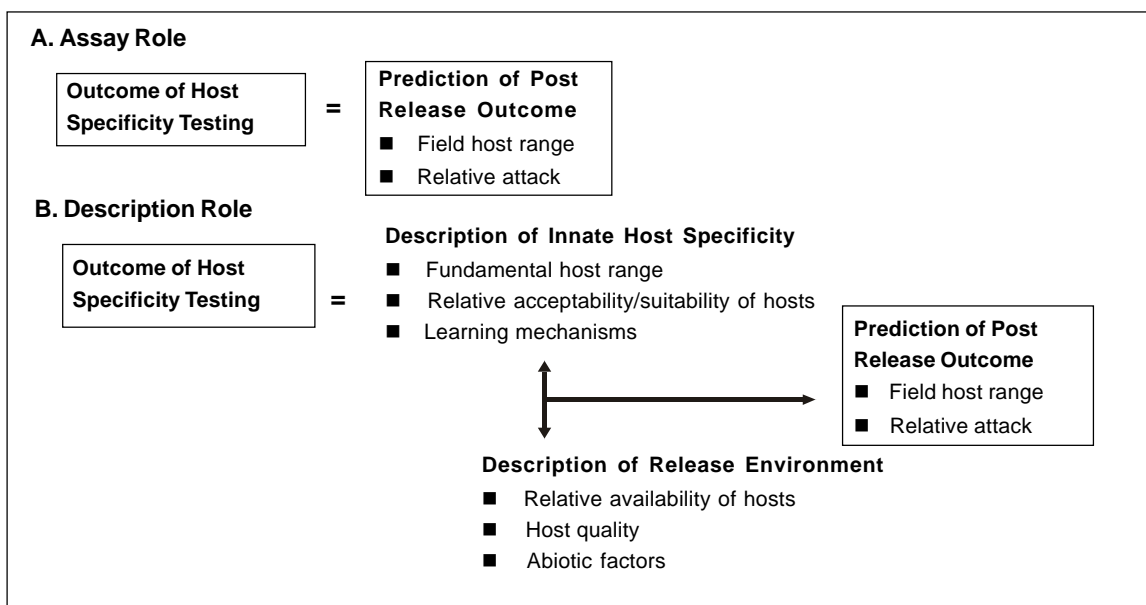 A. Assay Role
Outcome of Host
Specificity Testing
=
Prediction of Post
Release Outcome
■ Field host range
■ Relative attack
B. Description Role
Outcome of Host
Specificity Testing
=
Description of Innate Host Specificity
■ Fundamental host range
■ Relative acceptability/suitability of hosts
■ Learning mechanisms
Prediction of Post
Release Outcome
■ Field host range
■ Relative attack
Description of Release Environment
■ Relative availability of hosts
■ Host quality
■ Abiotic factors